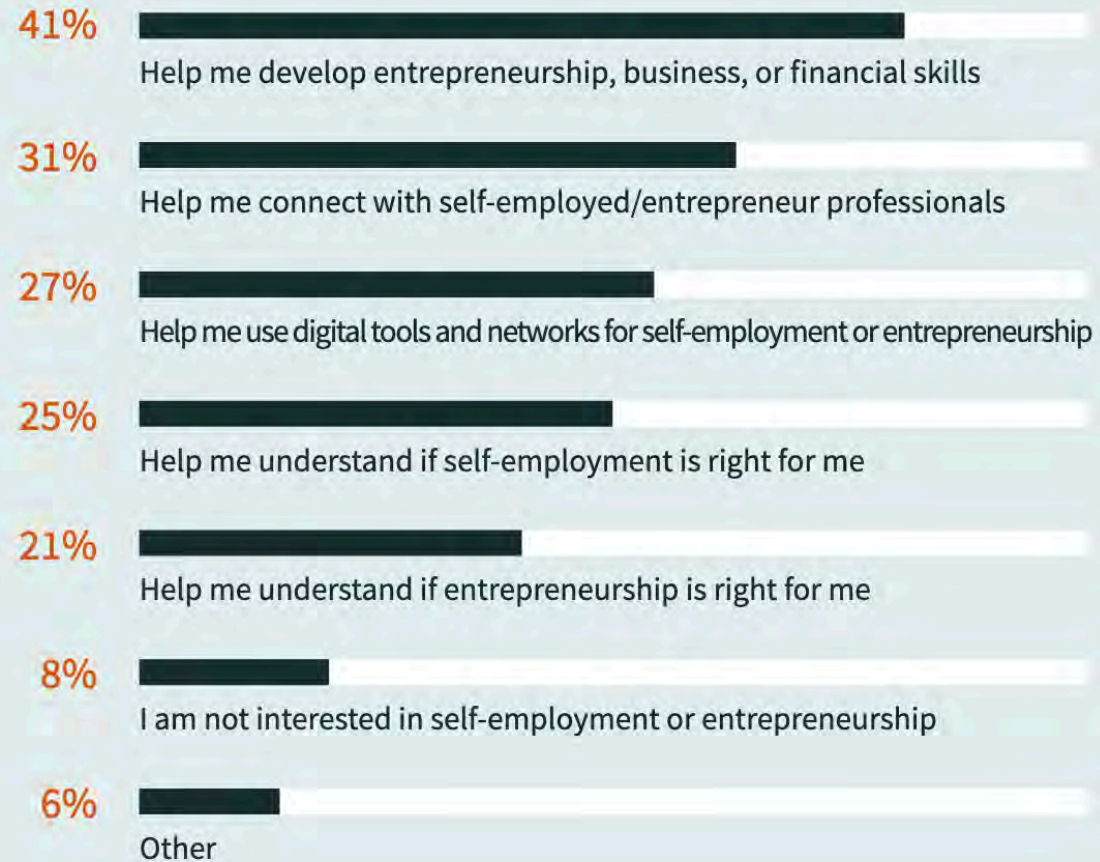 41%
Help me develop entrepreneurship, business, or financial skills
31%
Help me connect with self-employed/entrepreneur professionals
27%
Help me use digital tools and networks for self-employment or entrepreneurship
25%
Help me understand if self-employment is right for me
21%
Help me understand if entrepreneurship is right for me
8%
I am not interested in self-employment or entrepreneurship
6%
Other